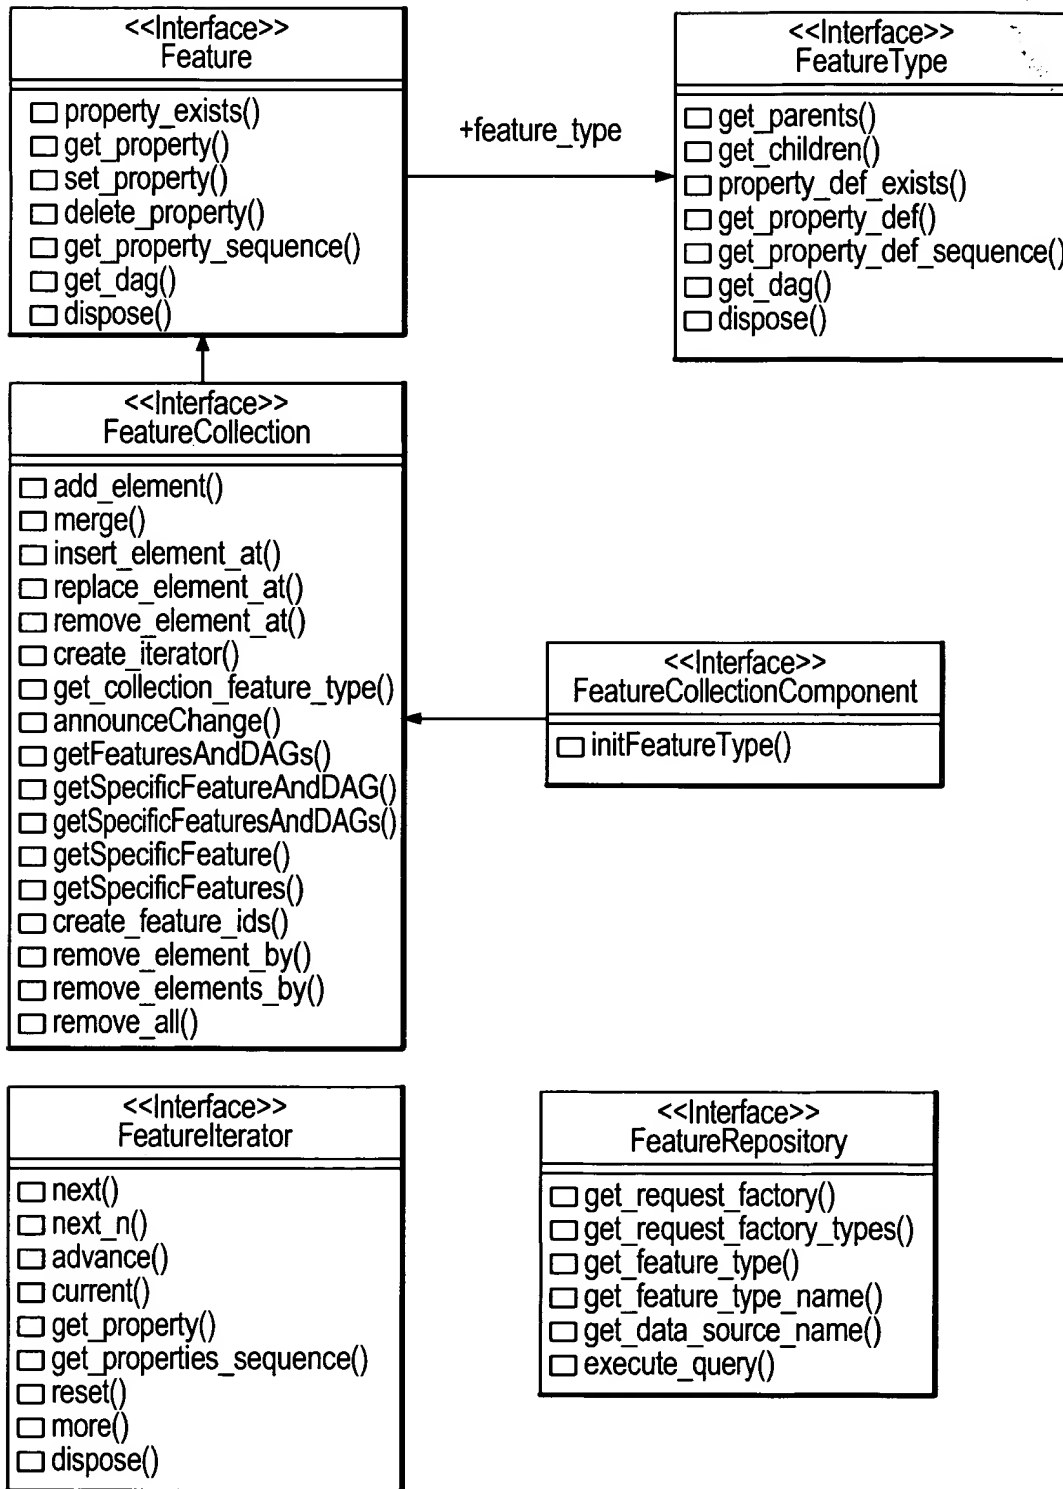 <<Interface>>
Feature
property_exists()
get_property()
set_property()
delete_property()
get_property_sequence()
get_dag()
dispose()
+feature_type
<<Interface>>
FeatureType
get_parents()
get_children()
property_def_exists()
get_property_def()
get_property_def_sequence()
get_dag()
dispose()
<<Interface>>
FeatureCollection
add_element()
merge()
insert_element_at()
replace_element_at()
remove_element_at()
create_iterator()
get_collection_feature_type()
announceChange()
getFeaturesAndDAGs()
getSpecificFeatureAndDAG()
getSpecificFeaturesAndDAGs()
getSpecificFeature()
getSpecificFeatures()
create_feature_ids()
remove_element_by()
remove_elements_by()
remove_all()
<<Interface>>
FeatureCollectionComponent
initFeatureType()
<<Interface>>
FeatureIterator
next()
next_n()
advance()
current()
get_property()
get_properties_sequence()
reset()
more()
dispose()
<<Interface>>
FeatureRepository
get_request_factory()
get_request_factory_types()
get_feature_type()
get_feature_type_name()
get_data_source_name()
execute_query()